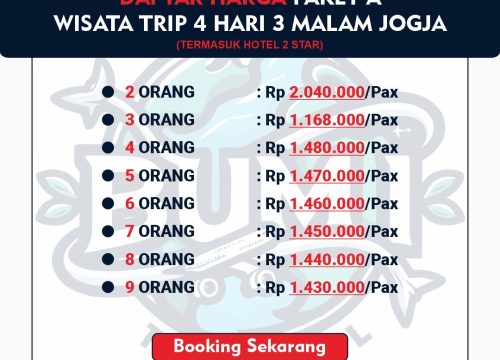 DAFTAR HARGA PAKET A
WISATA TRIP 4 HARI 3 MALAM JOGJA
(TERMASUK HOTEL 2 STAR)
2 ORANG : Rp 2.040.000/Pax
3 ORANG : Rp 1.168.000/Pax
4 ORANG : Rp 1.480.000/Pax
5 ORANG : Rp 1.470.000/Pax
6 ORANG : Rp 1.460.000/Pax
7 ORANG : Rp 1.450.000/Pax
8 ORANG : Rp 1.440.000/Pax
9 ORANG : Rp 1.430.000/Pax
BUMI
Booking Sekarang